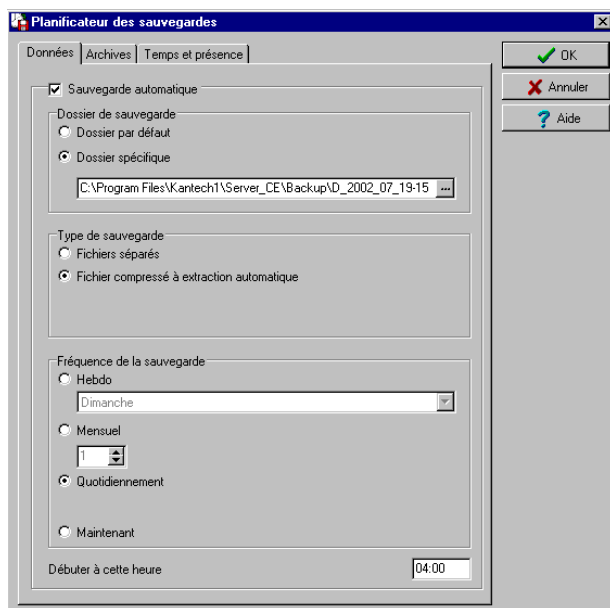 Planificateur des sauvegardes
Données
Archives
Temps et présence
OK
Annuler
Aide
Sauvegarde automatique
Dossier de sauvegarde
Dossier par défaut
Dossier spécifique
C:\Program Files\Kantech1\Server_CE\Backup\D_2002_07_19-15
...
Type de sauvegarde
Fichiers séparés
Fichier compressé à extraction automatique
Fréquence de la sauvegarde
Hebdo
Dimanche
Mensuel
1
Quotidiennement
Maintenant
Débuter à cette heure
04:00